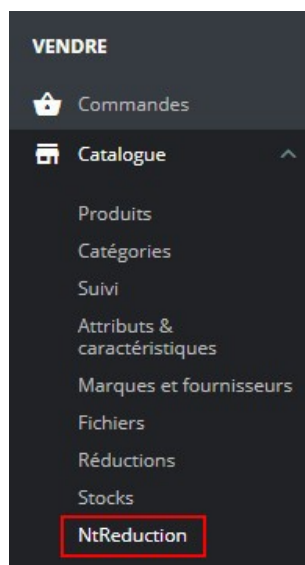 VENDRE
Commandes
Catalogue
Produits
Catégories
Suivi
Attributs &
caractéristiques
Marques et fournisseurs
Fichiers
Réductions
Stocks
NtReduction